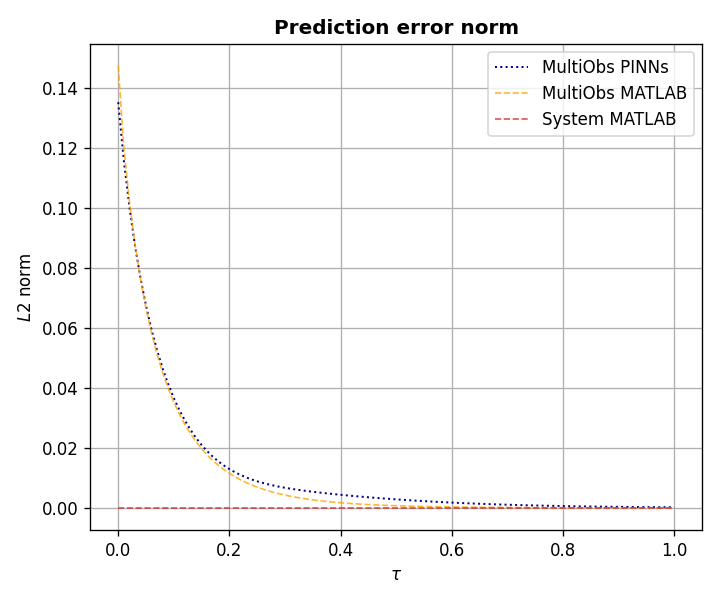 Prediction error norm
MultiObs PINNs
MultiObs MATLAB
System MATLAB
L2 norm
0.14
0.12
0.10
0.08
0.06
0.04
0.02
0.00
0.0 0.2 0.4 0.6 0.8 1.0
τ